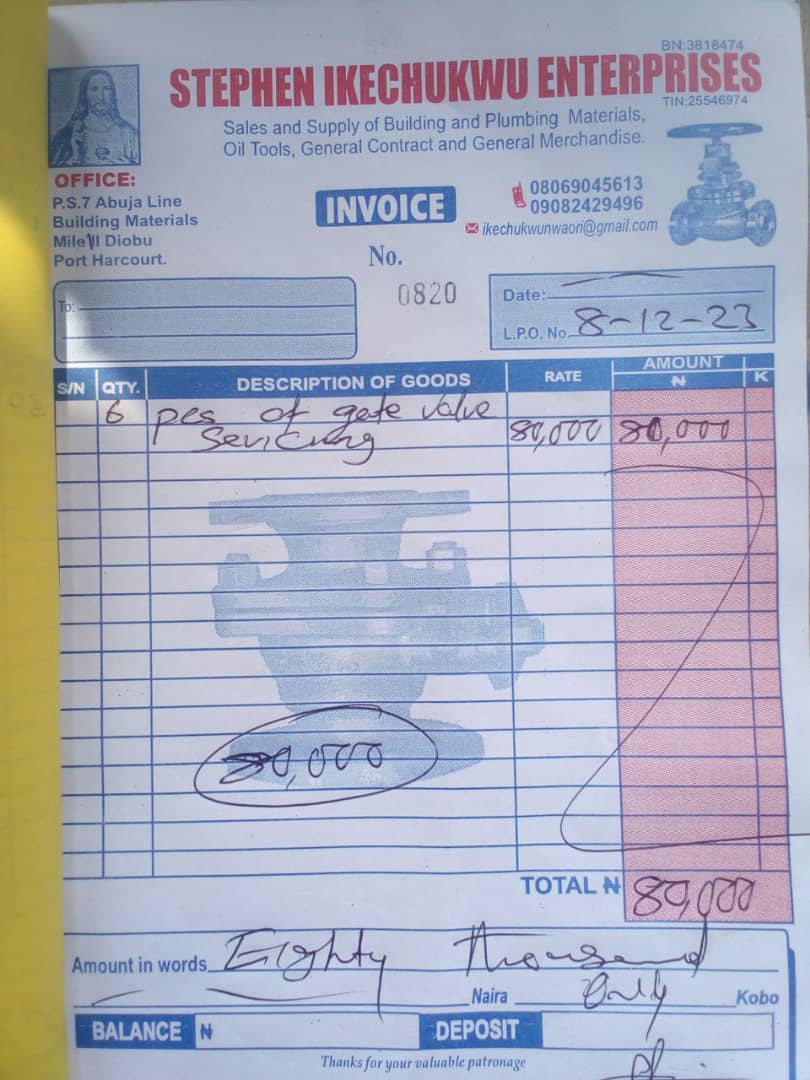 BN:3818474
STEPHEN IKECHUKWU ENTERPRISES
TIN:25546974
Sales and Supply of Building and Plumbing Materials,
Oil Tools, General Contract and General Merchandise.
OFFICE:
P.S.7 Abuja Line
Building Materials
Mile III Diobu
Port Harcourt.
INVOICE
08069045613
09082429496
ikechukwunwaori@gmail.com
No.
0820
To:
Date:
L.P.O. No. 8-12-23
S/N QTY. DESCRIPTION OF GOODS RATE AMOUNT
₦ K
6 pcs of gate valve
Servicing 80,000 80,000
80,000
TOTAL ₦ 80,000
Amount in words Eighty thousand
Naira Only Kobo
BALANCE ₦ DEPOSIT
Thanks for your valuable patronage